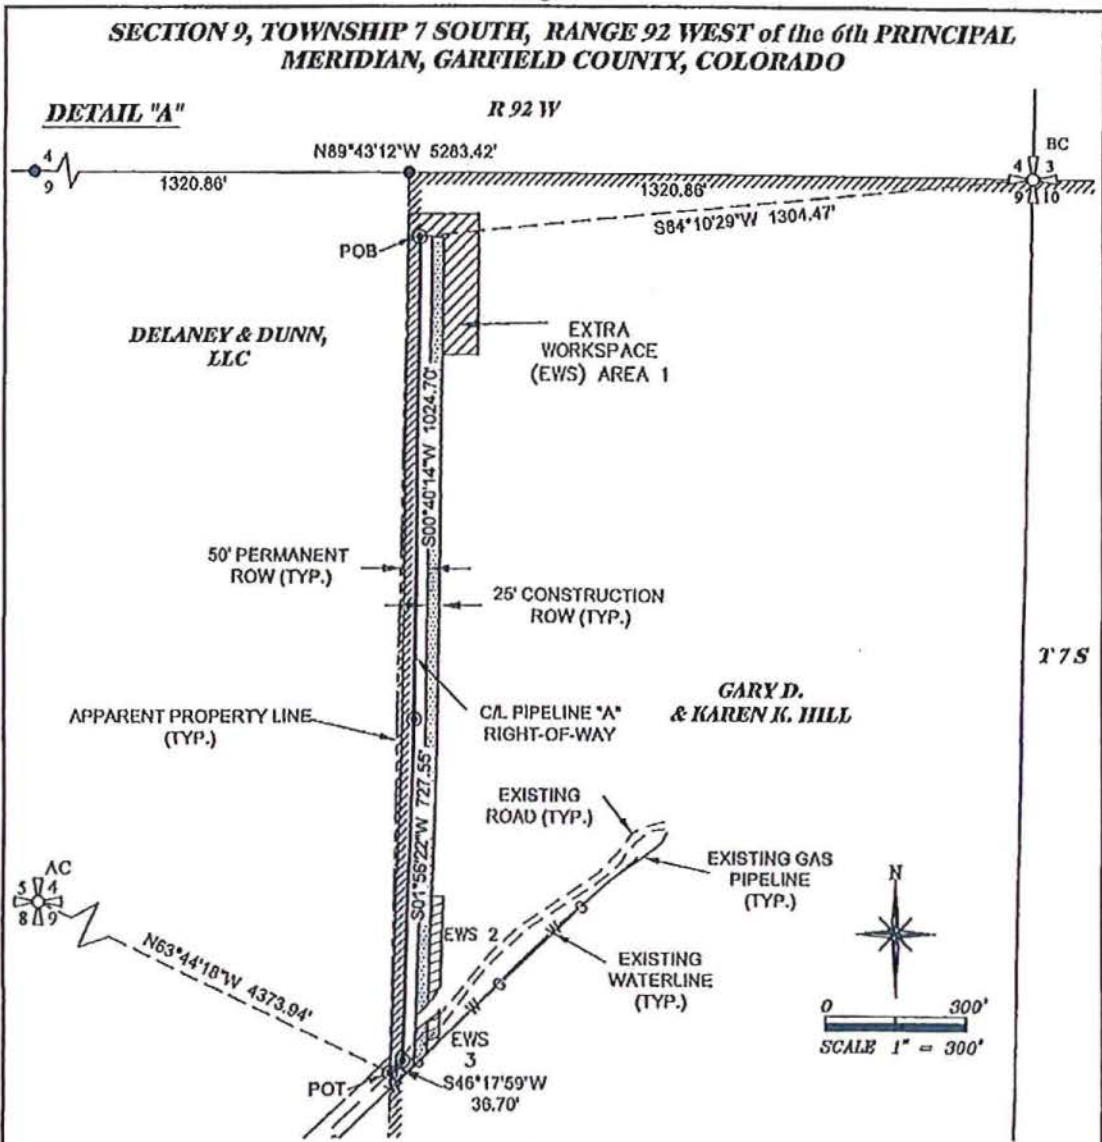 SECTION 9, TOWNSHIP 7 SOUTH, RANGE 92 WEST of the 6th PRINCIPAL
MERIDIAN, GARFIELD COUNTY, COLORADO
DETAIL "A"
R 92 W
N89°43'12"W 5283.42'
BC
4
9
1320.86'
1320.86'
4 3
9 10
S84°10'29"W 1304.47'
POB
DELANEY & DUNN,
LLC
EXTRA
WORKSPACE
(EWS) AREA 1
S00°40'14"W 1024.70'
50' PERMANENT
ROW (TYP.)
25' CONSTRUCTION
ROW (TYP.)
T 7 S
GARY D.
& KAREN K. HILL
APPARENT PROPERTY LINE
(TYP.)
C/L PIPELINE "A"
RIGHT-OF-WAY
S01°56'22"W 727.55'
EXISTING
ROAD (TYP.)
EXISTING GAS
PIPELINE
(TYP.)
AC
5 4
8 9
N
EWS 2
N63°44'18"W 4373.94'
EXISTING
WATERLINE
(TYP.)
0 300'
SCALE 1" = 300'
EWS
3
POT
S46°17'59"W
36.70'